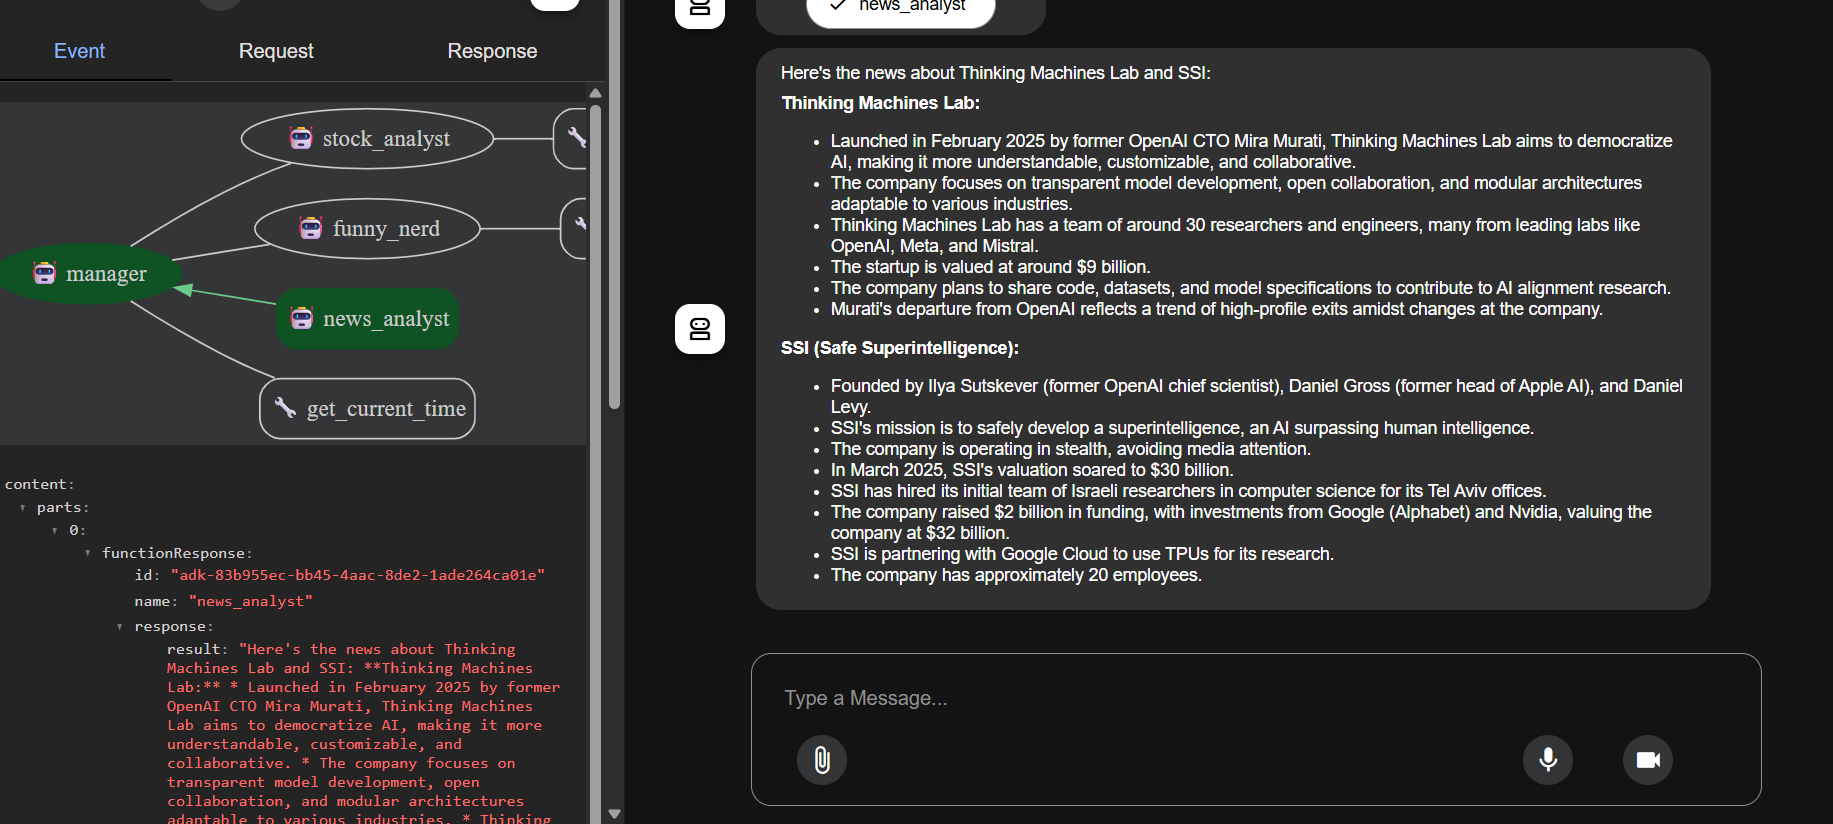 Event Request Response
stock_analyst
funny_nerd
manager
news_analyst
get_current_time
content:
parts:
0:
functionResponse:
id: "adk-83b955ec-bb45-4aac-8de2-1ade264ca01e"
name: "news_analyst"
response:
result: "Here's the news about Thinking
Machines Lab and SSI: **Thinking Machines
Lab:** * Launched in February 2025 by former
OpenAI CTO Mira Murati, Thinking Machines
Lab aims to democratize AI, making it more
understandable, customizable, and
collaborative. * The company focuses on
transparent model development, open
collaboration, and modular architectures
adaptable to various industries. * Thinking
news_analyst
Here's the news about Thinking Machines Lab and SSI:
Thinking Machines Lab:
• Launched in February 2025 by former OpenAI CTO Mira Murati, Thinking Machines Lab aims to democratize
AI, making it more understandable, customizable, and collaborative.
• The company focuses on transparent model development, open collaboration, and modular architectures
adaptable to various industries.
• Thinking Machines Lab has a team of around 30 researchers and engineers, many from leading labs like
OpenAI, Meta, and Mistral.
• The startup is valued at around $9 billion.
• The company plans to share code, datasets, and model specifications to contribute to AI alignment research.
• Murati's departure from OpenAI reflects a trend of high-profile exits amidst changes at the company.
SSI (Safe Superintelligence):
• Founded by Ilya Sutskever (former OpenAI chief scientist), Daniel Gross (former head of Apple AI), and Daniel
Levy.
• SSI's mission is to safely develop a superintelligence, an AI surpassing human intelligence.
• The company is operating in stealth, avoiding media attention.
• In March 2025, SSI's valuation soared to $30 billion.
• SSI has hired its initial team of Israeli researchers in computer science for its Tel Aviv offices.
• The company raised $2 billion in funding, with investments from Google (Alphabet) and Nvidia, valuing the
company at $32 billion.
• SSI is partnering with Google Cloud to use TPUs for its research.
• The company has approximately 20 employees.
Type a Message...